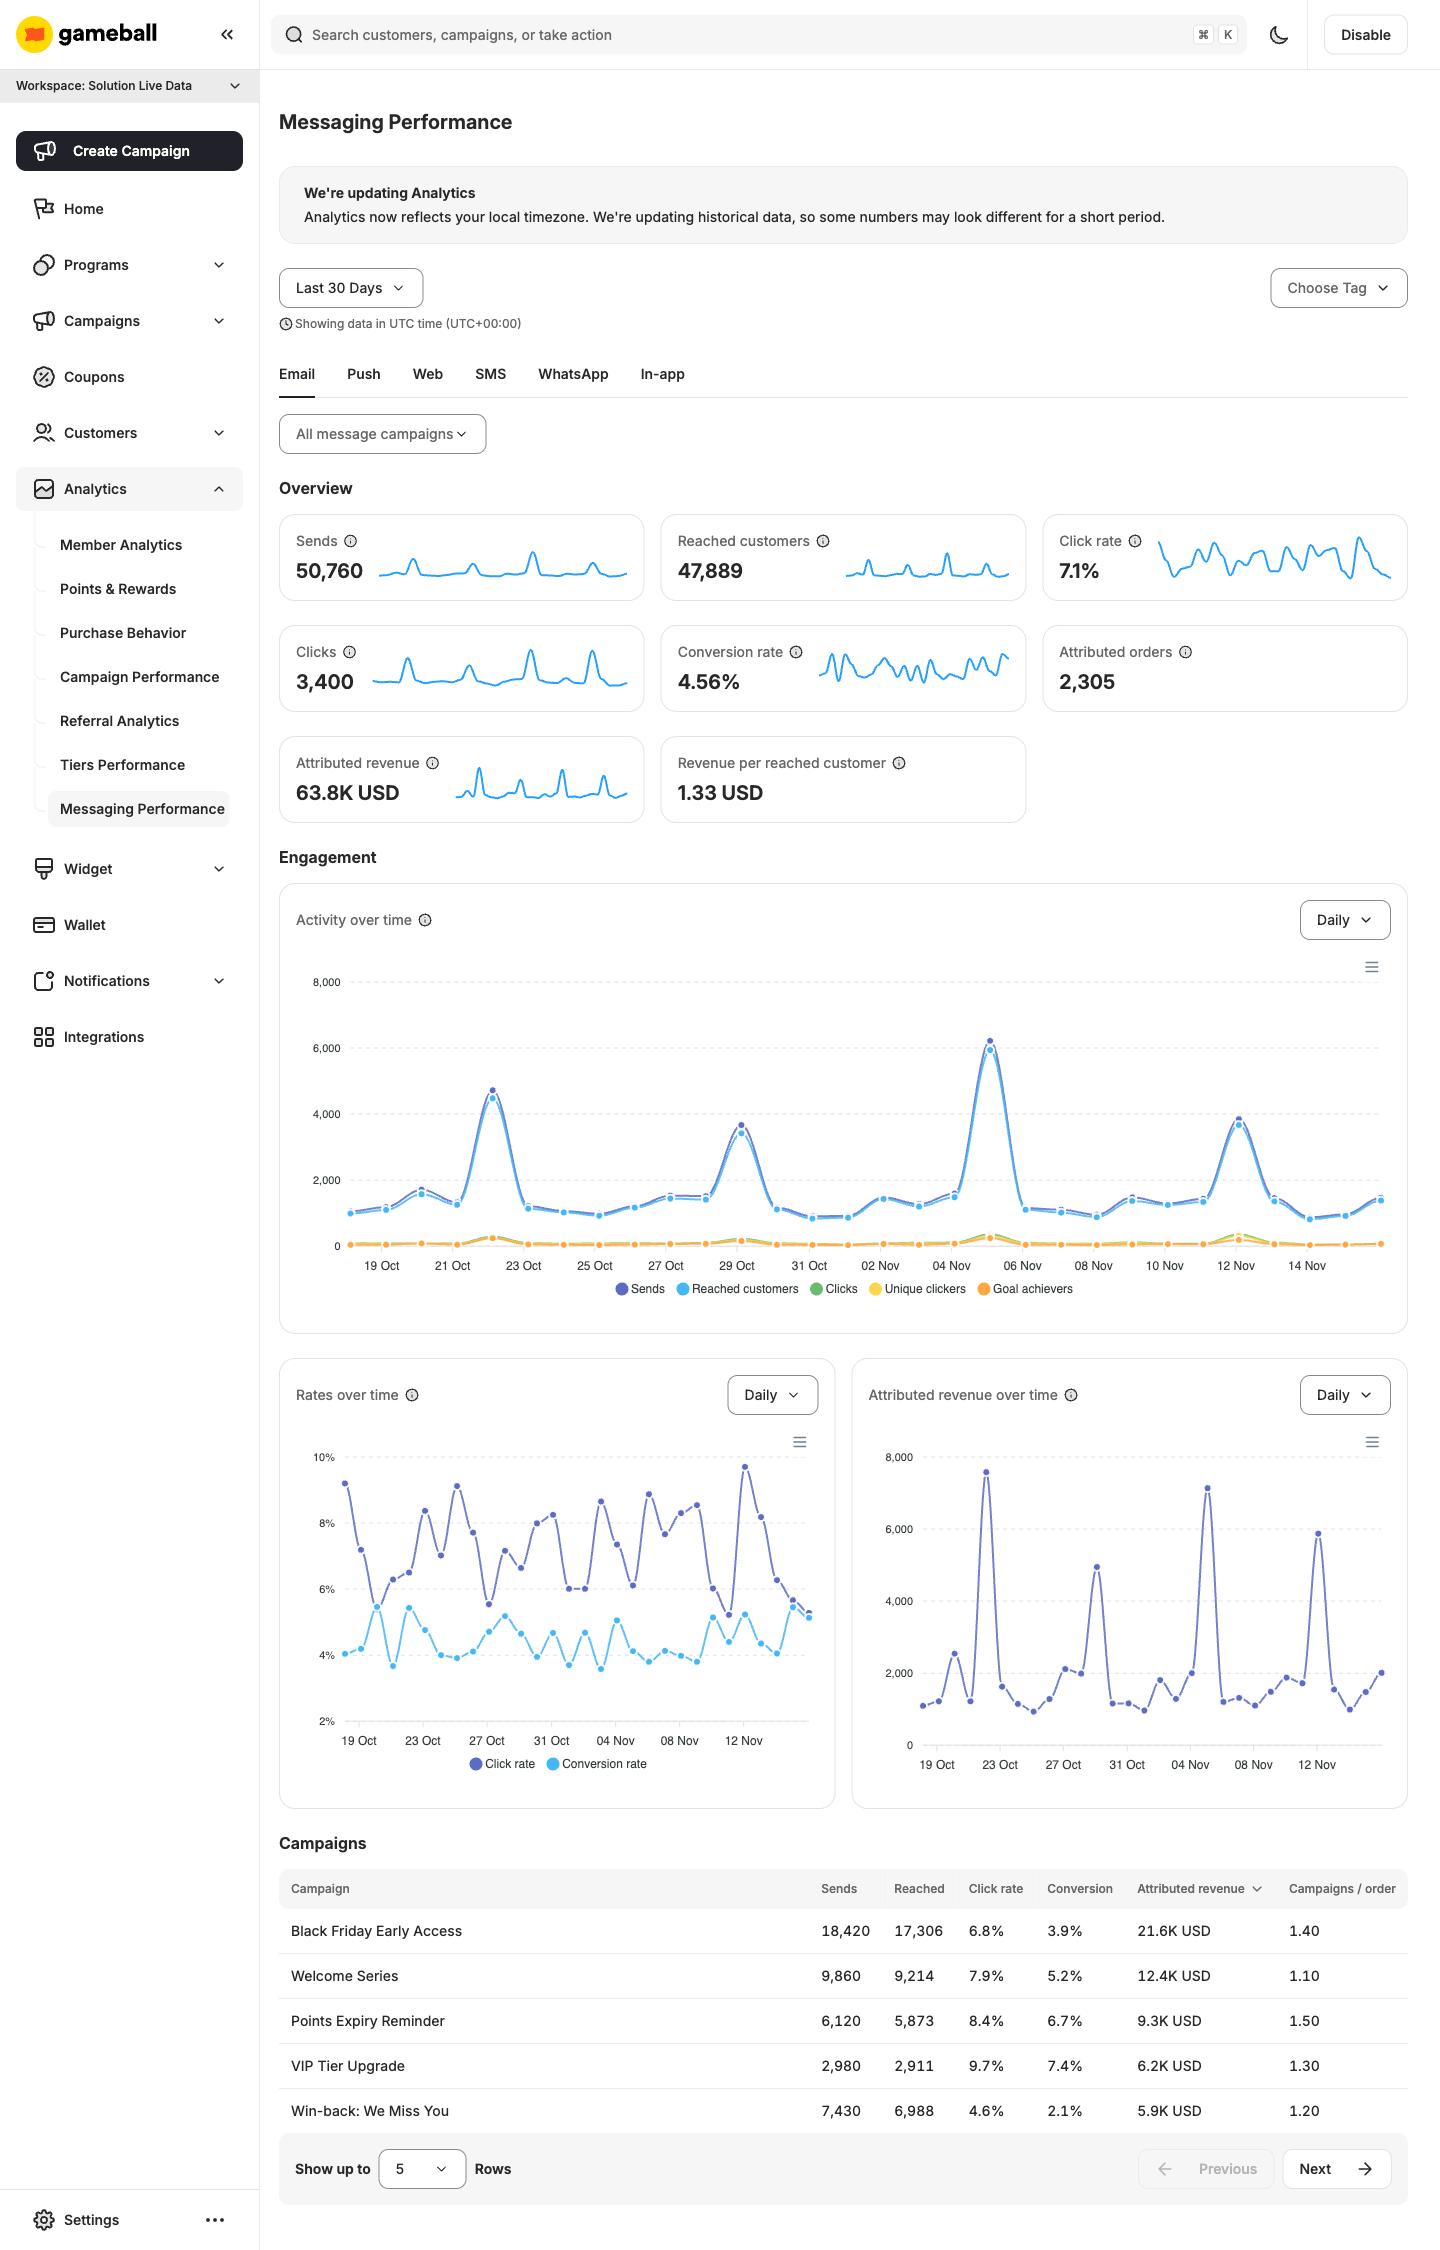 gameball
Search customers, campaigns, or take action
⌘ K
Disable
Workspace: Solution Live Data
Create Campaign
Home
Programs
Campaigns
Coupons
Customers
Analytics
Member Analytics
Points & Rewards
Purchase Behavior
Campaign Performance
Referral Analytics
Tiers Performance
Messaging Performance
Widget
Wallet
Notifications
Integrations
Settings
Messaging Performance
We're updating Analytics
Analytics now reflects your local timezone. We're updating historical data, so some numbers may look different for a short period.
Last 30 Days
Choose Tag
Showing data in UTC time (UTC+00:00)
Email Push Web SMS WhatsApp In-app
All message campaigns
Overview
Sends
50,760
Reached customers
47,889
Click rate
7.1%
Clicks
3,400
Conversion rate
4.56%
Attributed orders
2,305
Attributed revenue
63.8K USD
Revenue per reached customer
1.33 USD
Engagement
Activity over time
Daily
8,000
6,000
4,000
2,000
0
19 Oct 21 Oct 23 Oct 25 Oct 27 Oct 29 Oct 31 Oct 02 Nov 04 Nov 06 Nov 08 Nov 10 Nov 12 Nov 14 Nov
Sends Reached customers Clicks Unique clickers Goal achievers
Rates over time
Daily
10%
8%
6%
4%
2%
19 Oct 23 Oct 27 Oct 31 Oct 04 Nov 08 Nov 12 Nov
Click rate Conversion rate
Attributed revenue over time
Daily
8,000
6,000
4,000
2,000
0
19 Oct 23 Oct 27 Oct 31 Oct 04 Nov 08 Nov 12 Nov
Campaigns
Campaign Sends Reached Click rate Conversion Attributed revenue Campaigns / order
Black Friday Early Access 18,420 17,306 6.8% 3.9% 21.6K USD 1.40
Welcome Series 9,860 9,214 7.9% 5.2% 12.4K USD 1.10
Points Expiry Reminder 6,120 5,873 8.4% 6.7% 9.3K USD 1.50
VIP Tier Upgrade 2,980 2,911 9.7% 7.4% 6.2K USD 1.30
Win-back: We Miss You 7,430 6,988 4.6% 2.1% 5.9K USD 1.20
Show up to 5 Rows
Previous
Next